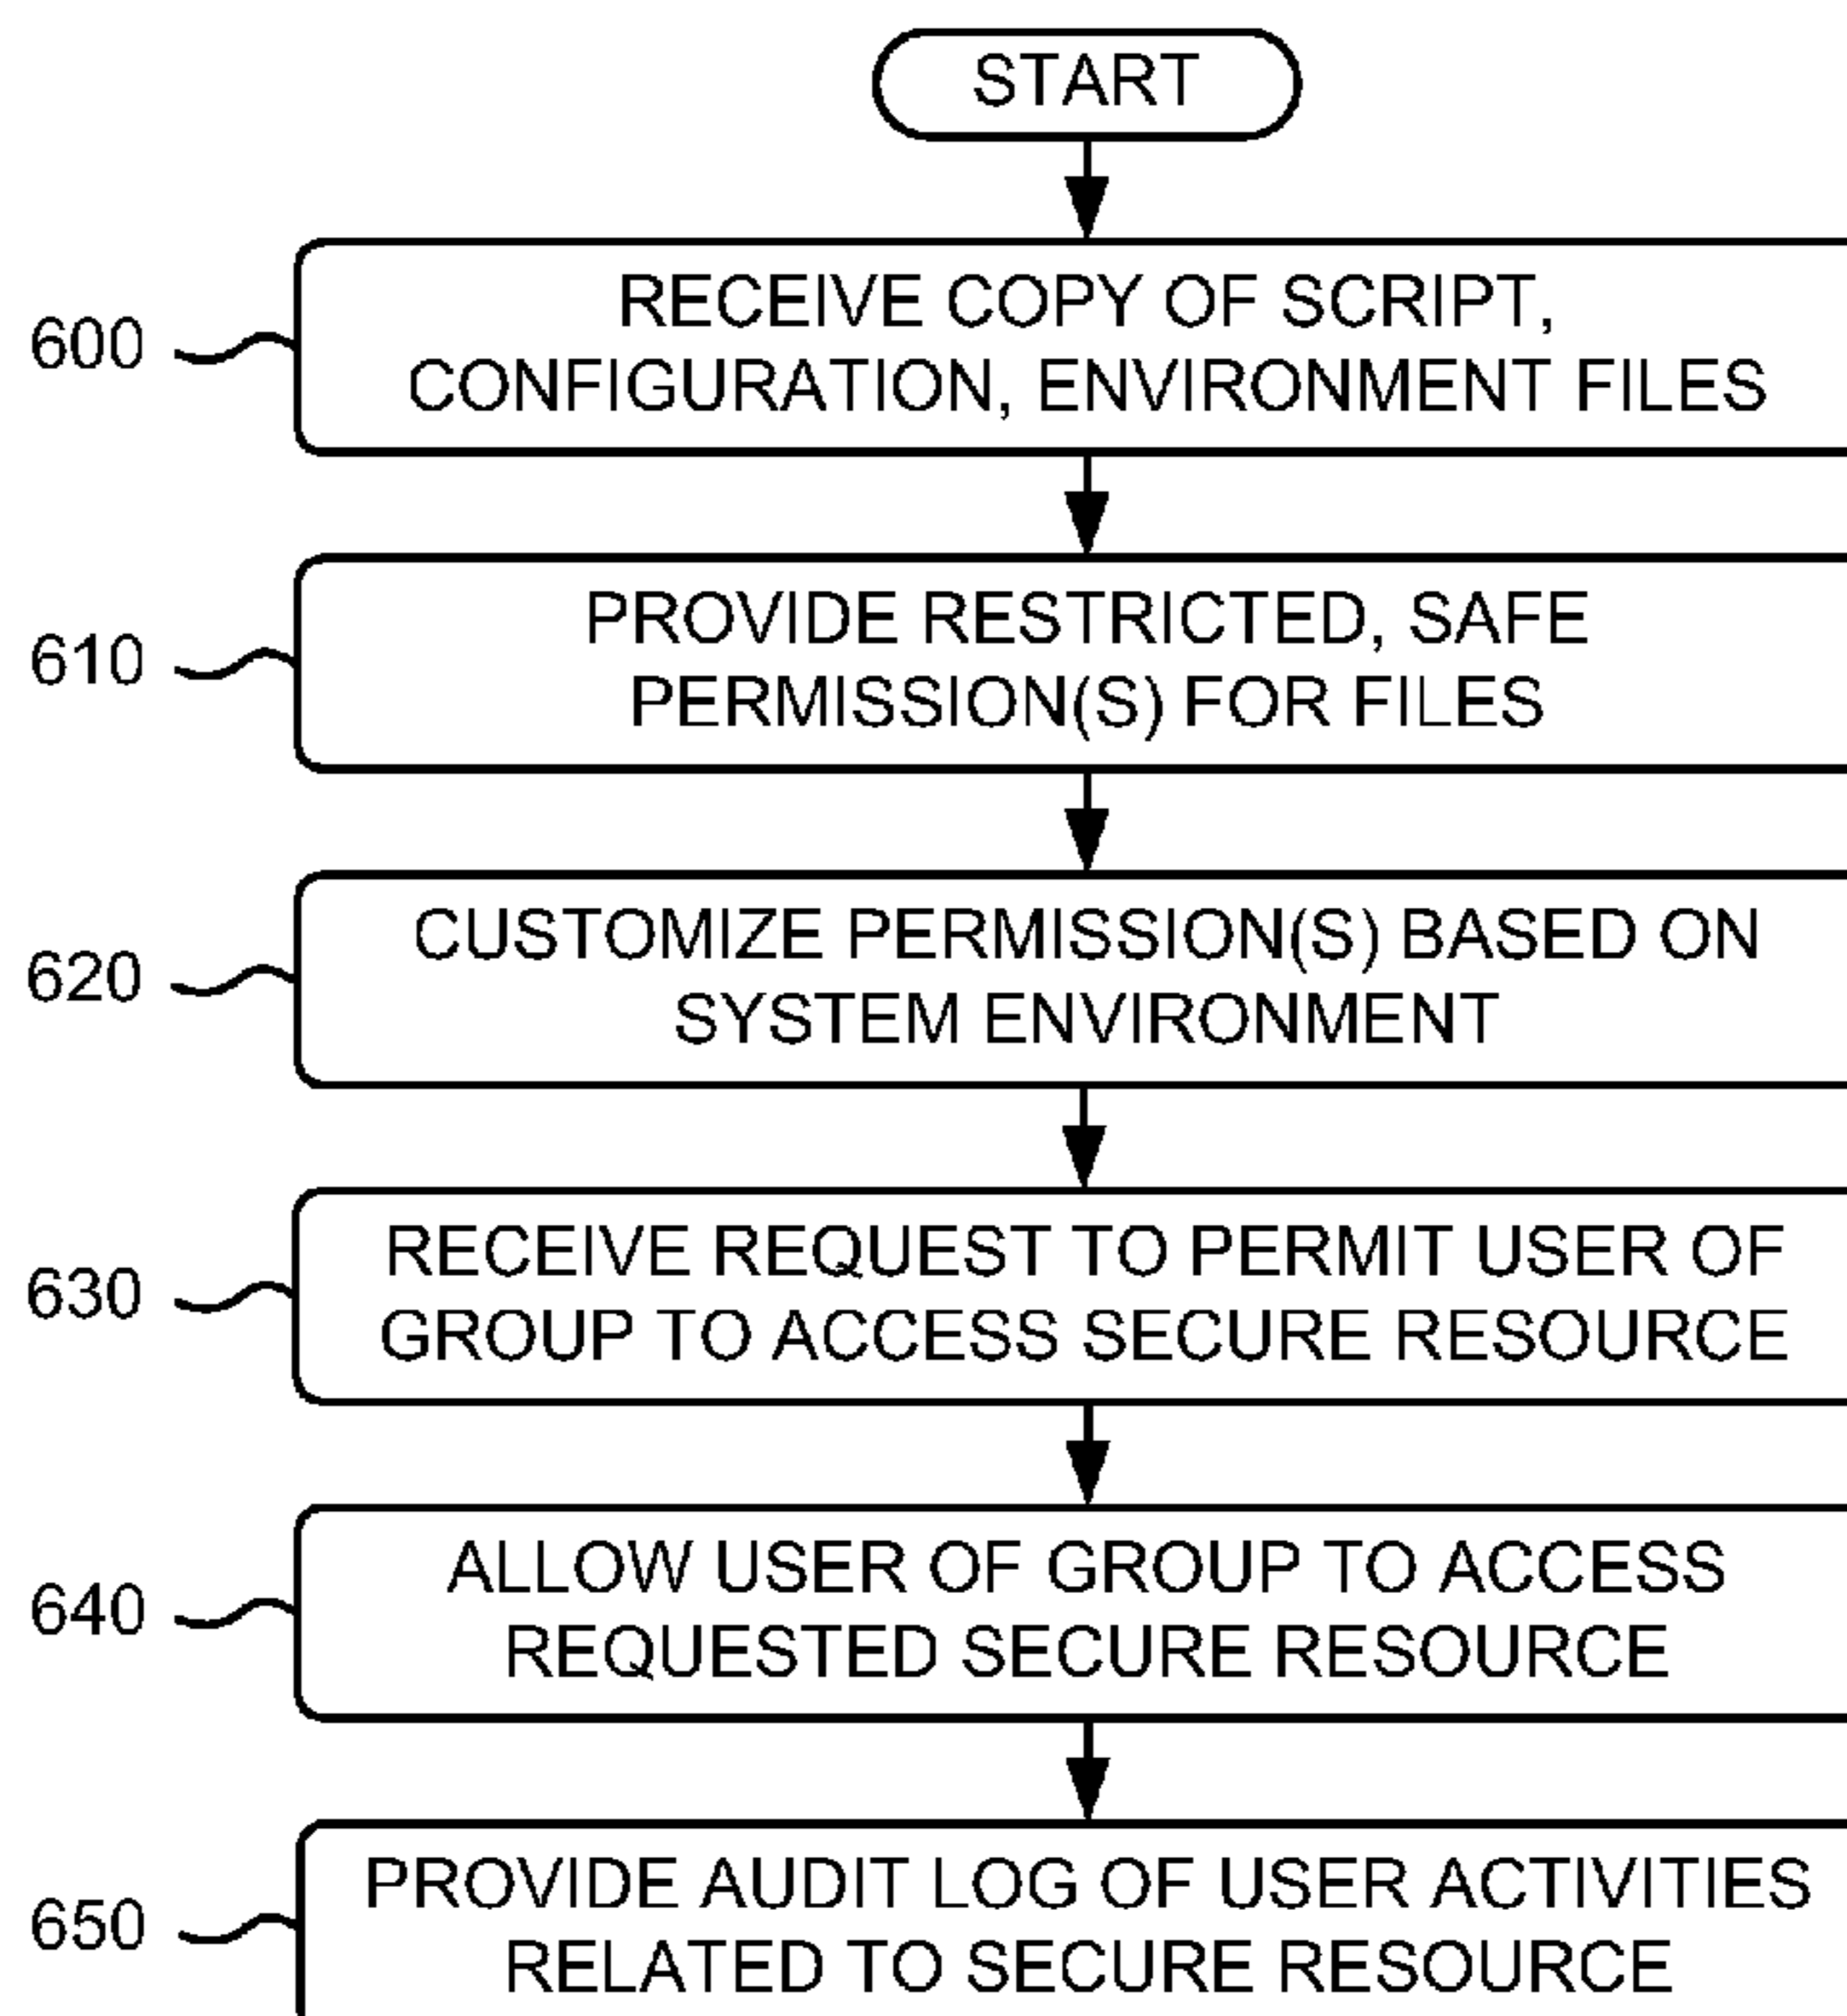 START
600
RECEIVE COPY OF SCRIPT,
CONFIGURATION, ENVIRONMENT FILES
610
PROVIDE RESTRICTED, SAFE
PERMISSION(S) FOR FILES
620
CUSTOMIZE PERMISSION(S) BASED ON
SYSTEM ENVIRONMENT
630
RECEIVE REQUEST TO PERMIT USER OF
GROUP TO ACCESS SECURE RESOURCE
640
ALLOW USER OF GROUP TO ACCESS
REQUESTED SECURE RESOURCE
650
PROVIDE AUDIT LOG OF USER ACTIVITIES
RELATED TO SECURE RESOURCE